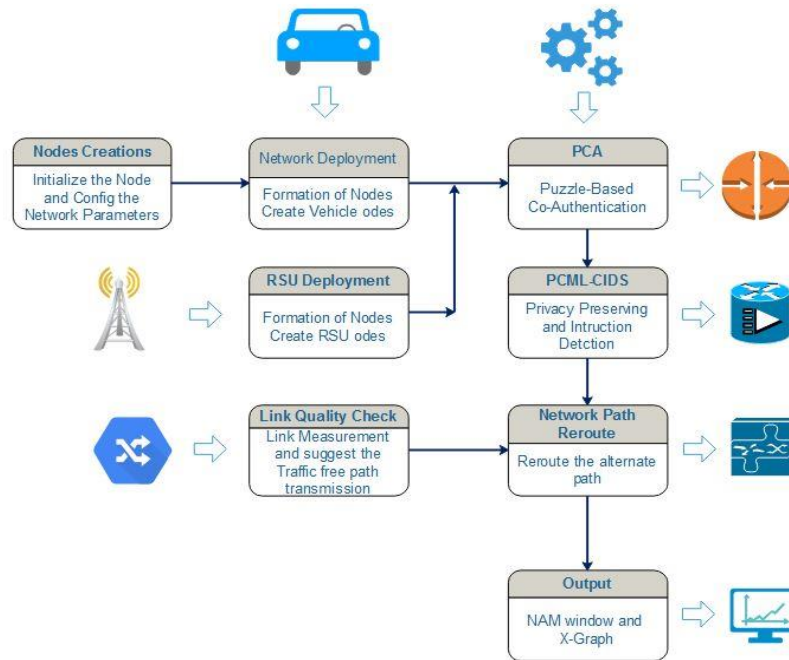 Nodes Creations
Initialize the Node
and Config the
Network Parameters
Network Deployment
Formation of Nodes
Create Vehicle odes
PCA
Puzzle-Based
Co-Authentication
RSU Deployment
Formation of Nodes
Create RSU odes
PCML-CIDS
Privacy Preserving
and Intruction
Detction
Link Quality Check
Link Measurement
and suggest the
Traffic free path
transmission
Network Path
Reroute
Reroute the alternate
path
Output
NAM window and
X-Graph